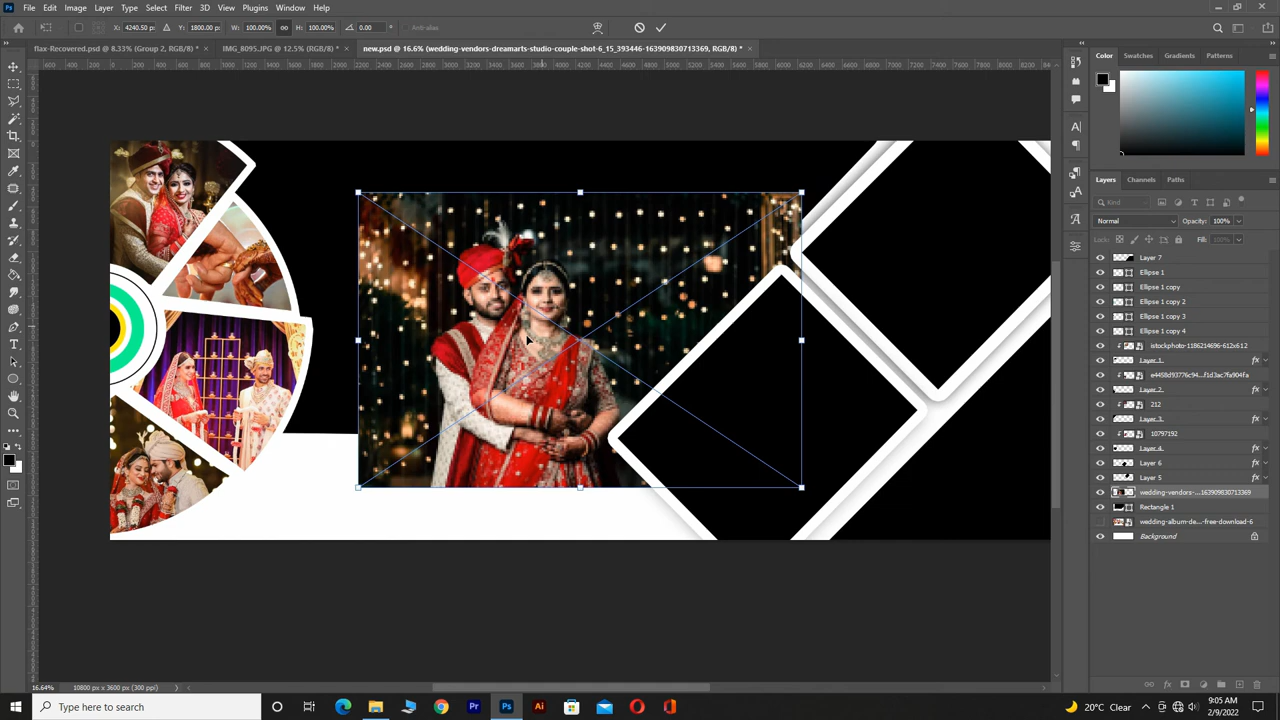 File Edit Image Layer Type Select Filter 3D View Plugins Window Help
X: 4240.50 px Y: 1800.00 px W: 100.00% H: 100.00% 0.00 Anti-alias
flax-Recovered.psd @ 8.33% (Group 2, RGB/8) * × IMG_8095.JPG @ 12.5% (RGB/8) * × new.psd @ 16.6% (wedding-vendors-dreamarts-studio-couple-shot-6_15_393446-163909830713369, RGB/8) * ×
Color Swatches Gradients Patterns
Layers Channels Paths
Kind
Normal Opacity: 100%
Lock: Fill: 100%
Layer 7
Ellipse 1
Ellipse 1 copy
Ellipse 1 copy 2
Ellipse 1 copy 3
Ellipse 1 copy 4
istockphoto-1186214696-612x612
Layer 1
e4458d93776c94...f1d3ac7fa904fa
Layer 2
212
Layer 3
10797192
Layer 4
Layer 6
Layer 5
wedding-vendors-...163909830713369
Rectangle 1
wedding-album-de...-free-download-6
Background
16.64% 10800 px x 3600 px (300 ppi)
Type here to search
20°C Clear
9:05 AM
2/9/2022